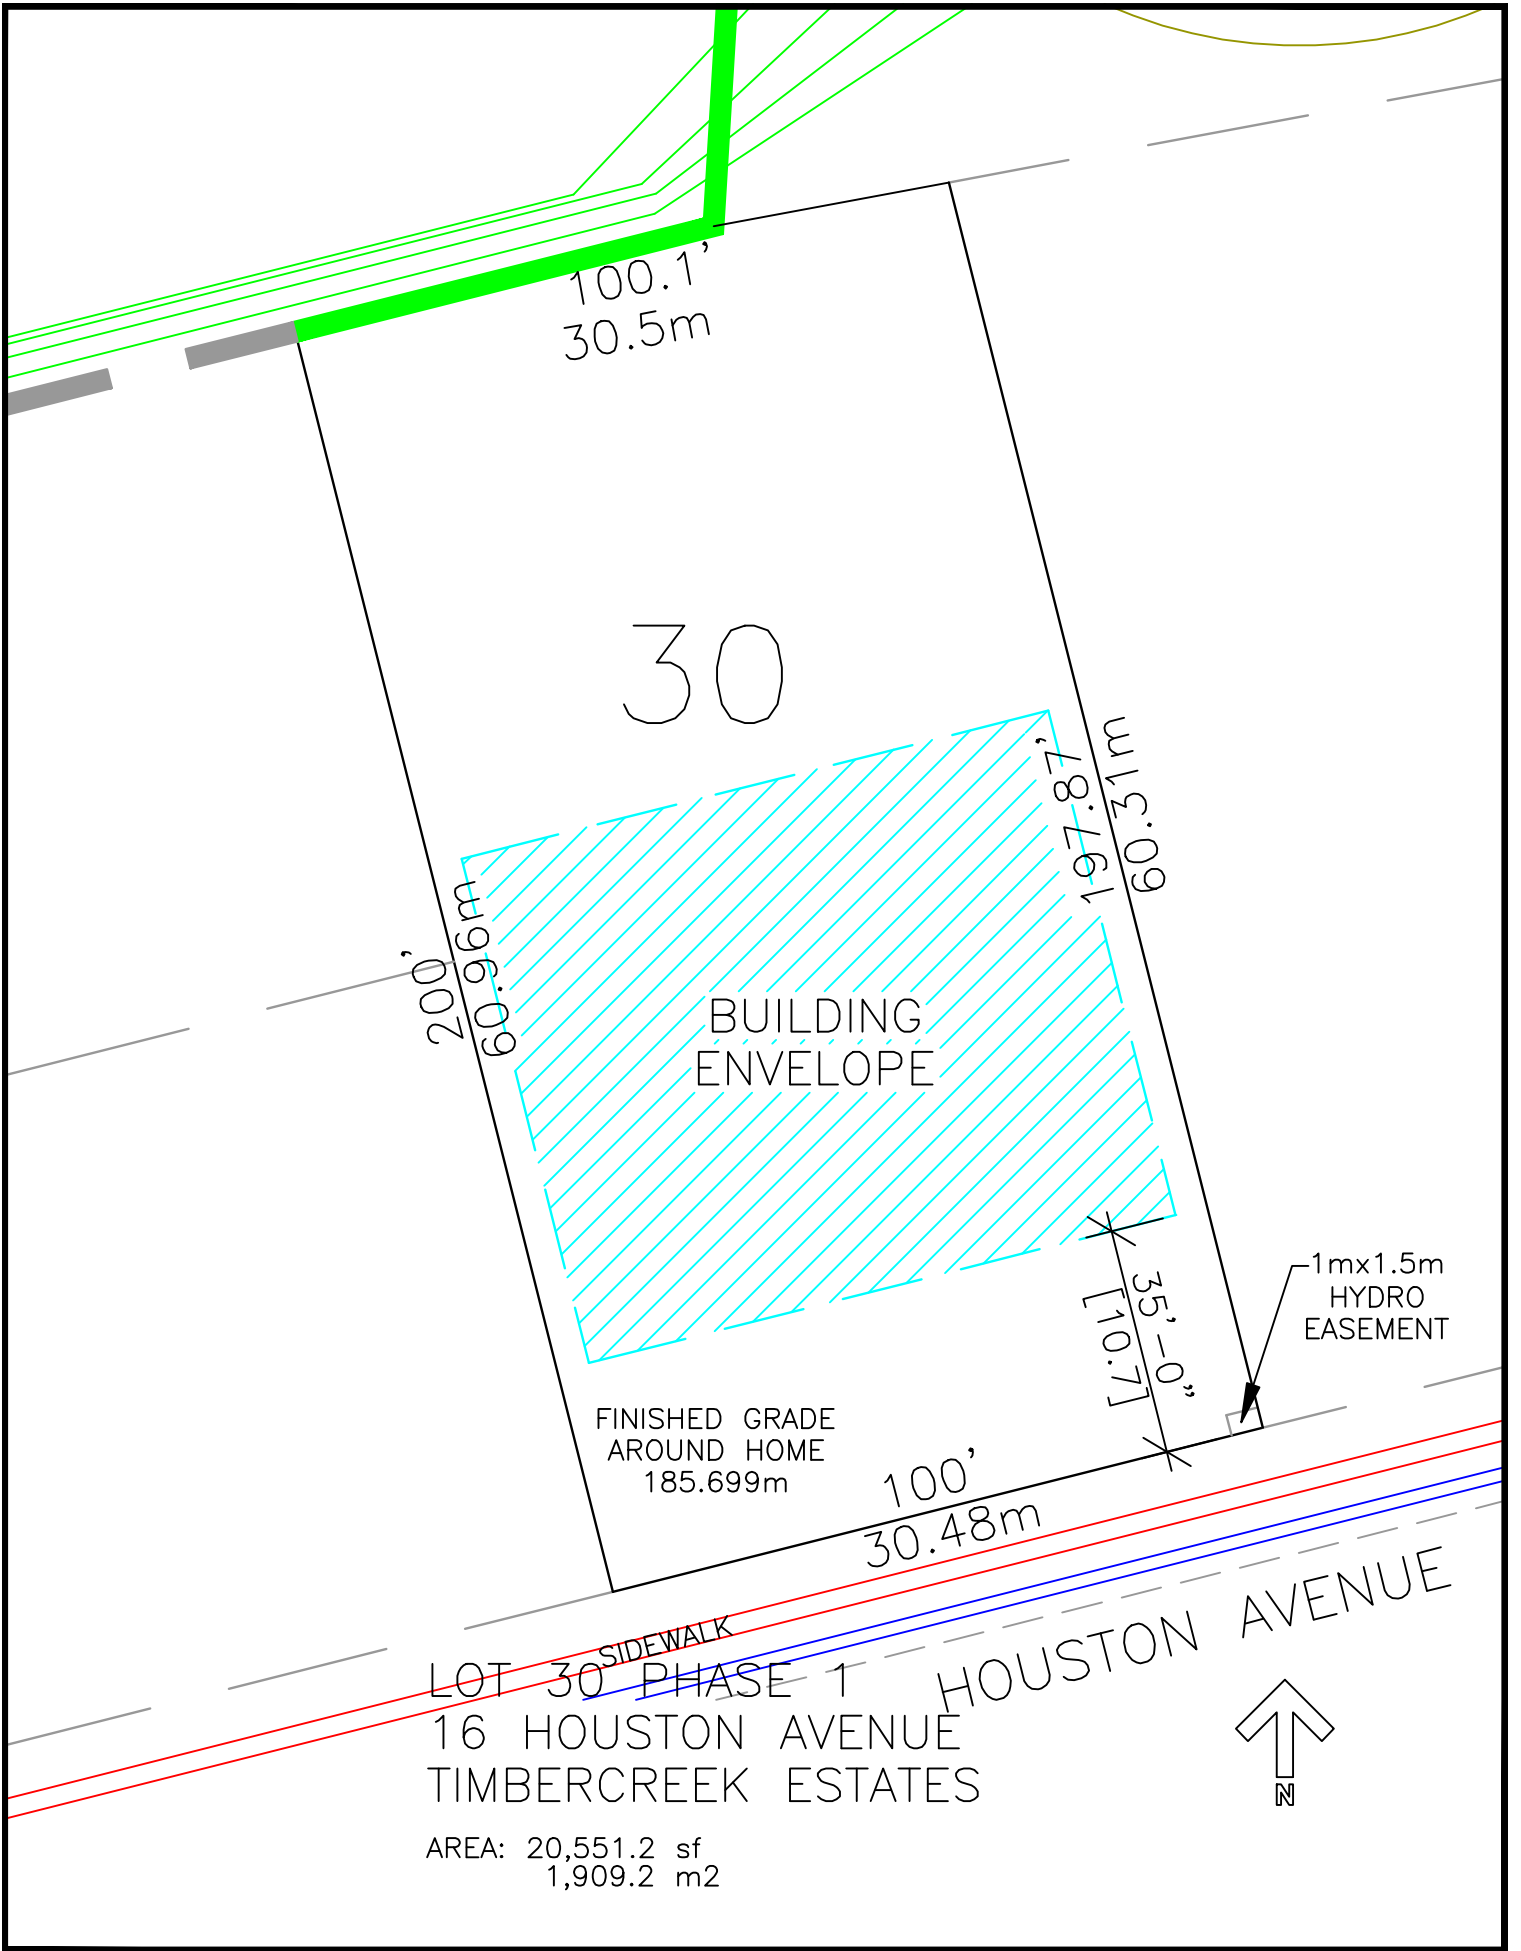 100.1'
30.5m
30
197.87'
60.31m
200'
60.96m
BUILDING
ENVELOPE
35'-0"
[10.7]
1mx1.5m
HYDRO
EASEMENT
FINISHED GRADE
AROUND HOME
185.699m
100'
30.48m
SIDEWALK
HOUSTON AVENUE
LOT 30 PHASE 1
16 HOUSTON AVENUE
TIMBERCREEK ESTATES
N
AREA: 20,551.2 sf
1,909.2 m2